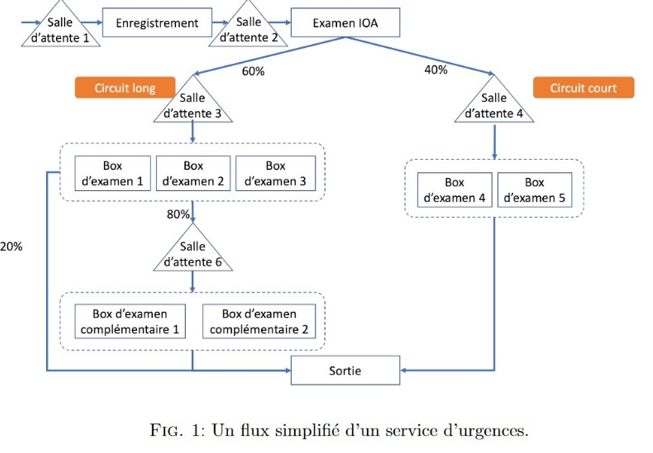 Salle
d'attente 1
Enregistrement
Salle
d'attente 2
Examen IOA
60%
40%
Circuit long
Salle
d'attente 3
Salle
d'attente 4
Circuit court
Box
d'examen 1
Box
d'examen 2
Box
d'examen 3
Box
d'examen 4
Box
d'examen 5
80%
20%
Salle
d'attente 6
Box d'examen
complémentaire 1
Box d'examen
complémentaire 2
Sortie
FIG. 1: Un flux simplifié d'un service d'urgences.